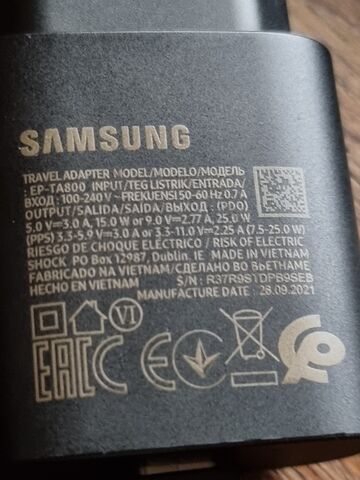 SAMSUNG
TRAVEL ADAPTER MODEL/MODELO/МОДЕЛЬ
: EP-TA800 INPUT/TEG LISTRIK/ENTRADA/
ВХОД : 100-240 V ~ FREKUENSI 50-60 Hz 0.7 A
OUTPUT/SALIDA/SAÍDA/ВЫХОД : (PDO)
5.0 V⎓3.0 A, 15.0 W or 9.0 V⎓2.77 A, 25.0 W
(PPS) 3.3-5.9 V⎓3.0 A or 3.3-11.0 V⎓2.25 A (7.5-25.0 W)
RIESGO DE CHOQUE ELÉCTRICO / RISK OF ELECTRIC
SHOCK PO Box 12987, Dublin. IE MADE IN VIETNAM
FABRICADO NA VIETNAM/СДЕЛАНО ВО ВЬЕТНАМЕ
HECHO EN VIETNAM S/N : R37R9S1DPB9SEB
MANUFACTURE DATE : 28.09.2021
VI
EAC CE